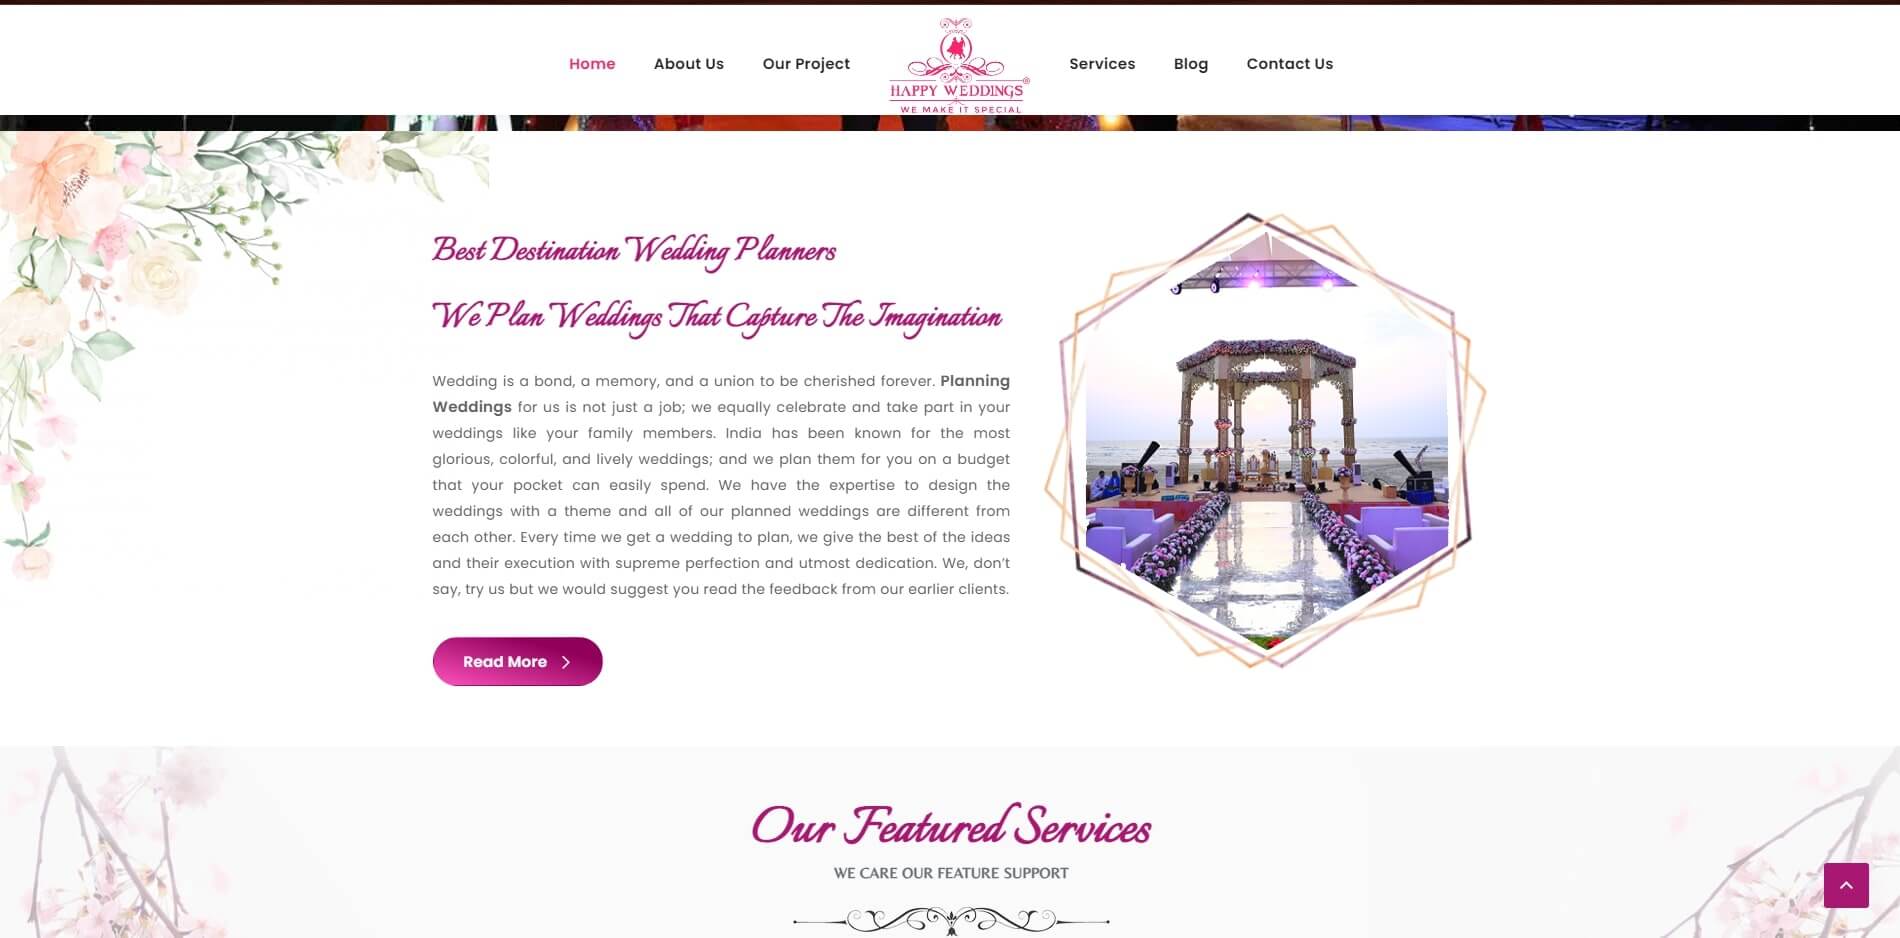 Home
About Us
Our Project
HAPPY WEDDINGS®
WE MAKE IT SPECIAL
Services
Blog
Contact Us
Best Destination Wedding Planners
We Plan Weddings That Capture The Imagination
Wedding is a bond, a memory, and a union to be cherished forever. Planning
Weddings for us is not just a job; we equally celebrate and take part in your
weddings like your family members. India has been known for the most
glorious, colorful, and lively weddings; and we plan them for you on a budget
that your pocket can easily spend. We have the expertise to design the
weddings with a theme and all of our planned weddings are different from
each other. Every time we get a wedding to plan, we give the best of the ideas
and their execution with supreme perfection and utmost dedication. We, don’t
say, try us but we would suggest you read the feedback from our earlier clients.
Read More
Our Featured Services
WE CARE OUR FEATURE SUPPORT